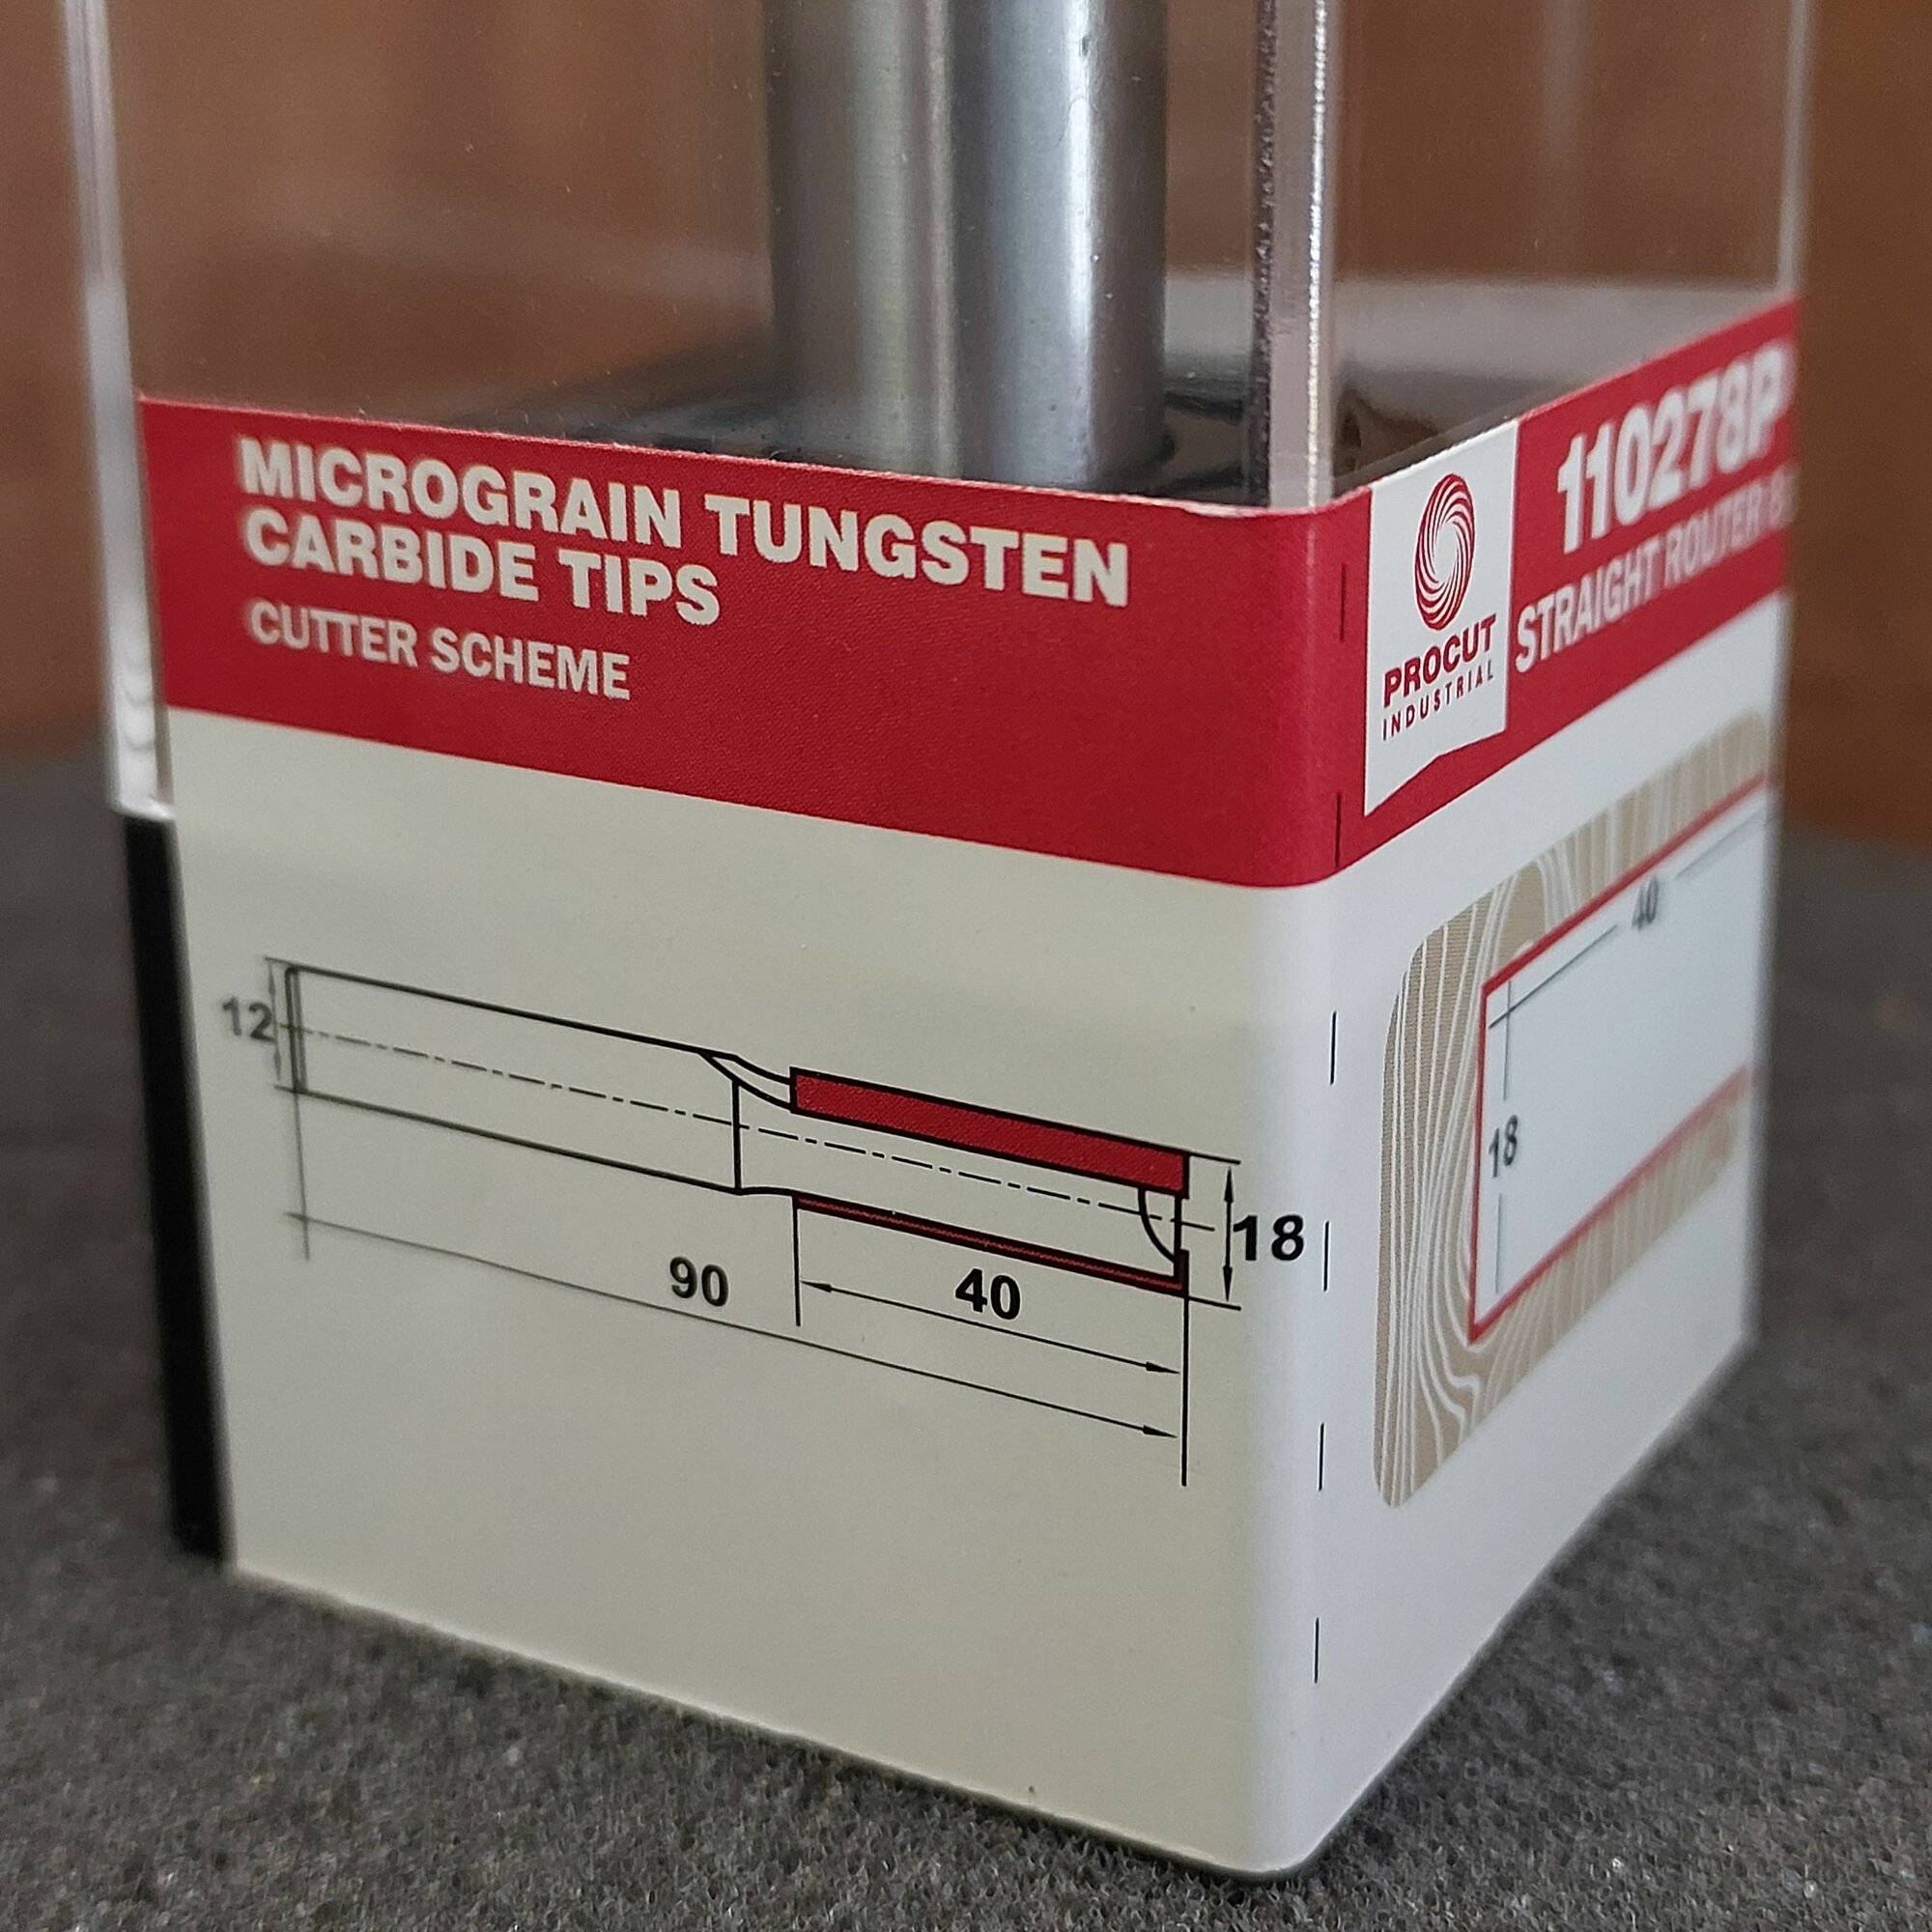 MICROGRAIN TUNGSTEN
CARBIDE TIPS
CUTTER SCHEME
12
90
40
18
110278P
STRAIGHT ROUTER
PROCUT
INDUSTRIAL
40
18